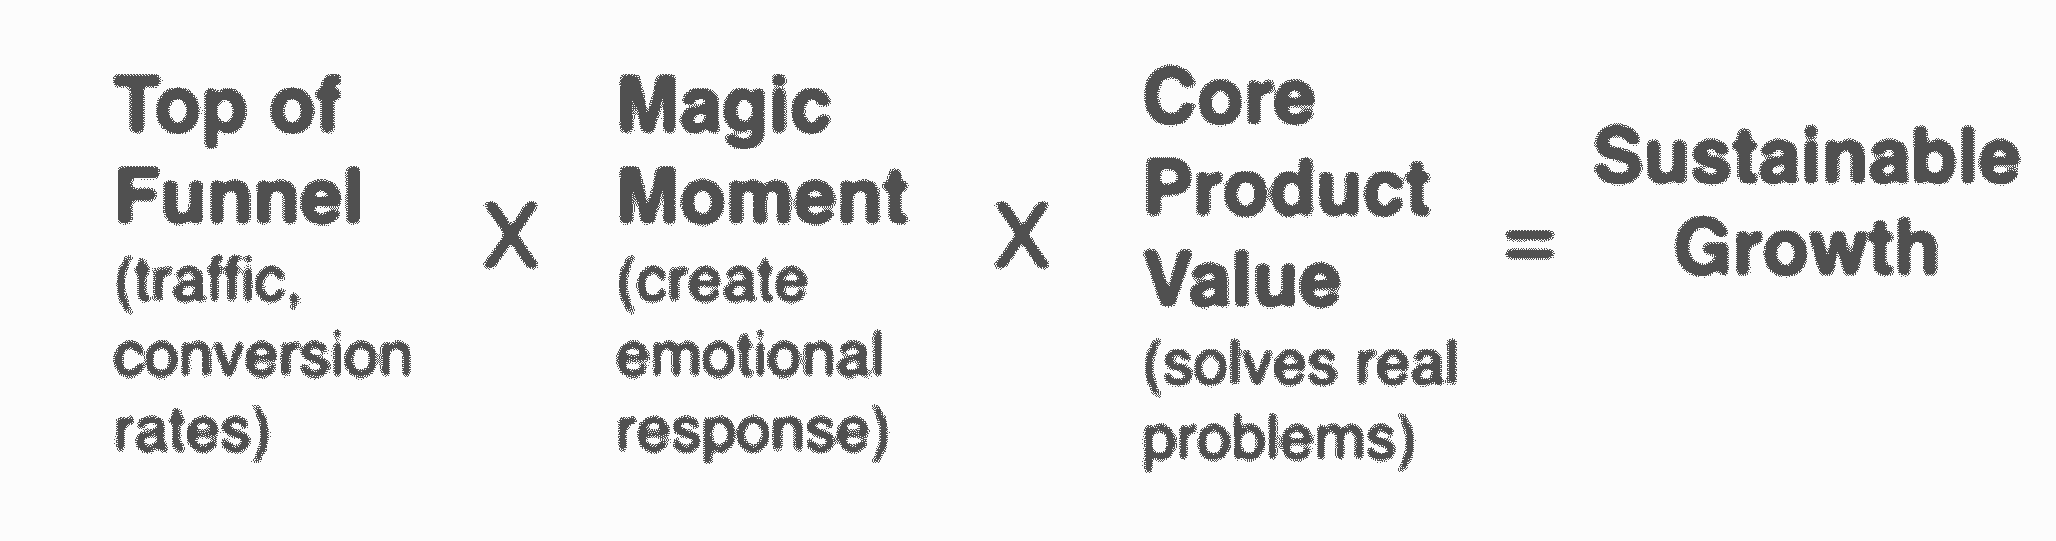 Top of
Funnel
(traffic,
conversion
rates)
X
Magic
Moment
(create
emotional
response)
X
Core
Product
Value
(solves real
problems)
=
Sustainable
Growth